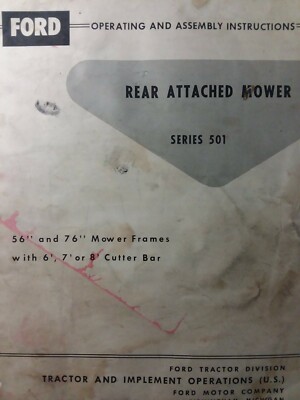 FORD
OPERATING AND ASSEMBLY INSTRUCTIONS
REAR ATTACHED MOWER
SERIES 501
56" and 76" Mower Frames
with 6', 7' or 8' Cutter Bar
FORD TRACTOR DIVISION
TRACTOR AND IMPLEMENT OPERATIONS (U.S.)
FORD MOTOR COMPANY